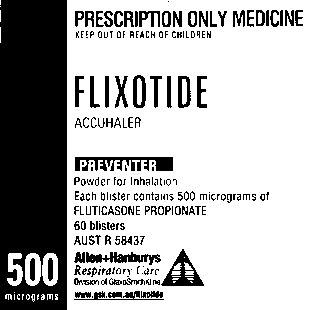 PRESCRIPTION ONLY MEDICINE
KEEP OUT OF REACH OF CHILDREN
FLIXOTIDE
ACCUHALER
PREVENTER
Powder for Inhalation
Each blister contains 500 micrograms of
FLUTICASONE PROPIONATE
60 blisters
AUST R 58437
Allen+Hanburys
Respiratory Care
Division of GlaxoSmithKline
www.gsk.com.au/flixotide
500
micrograms